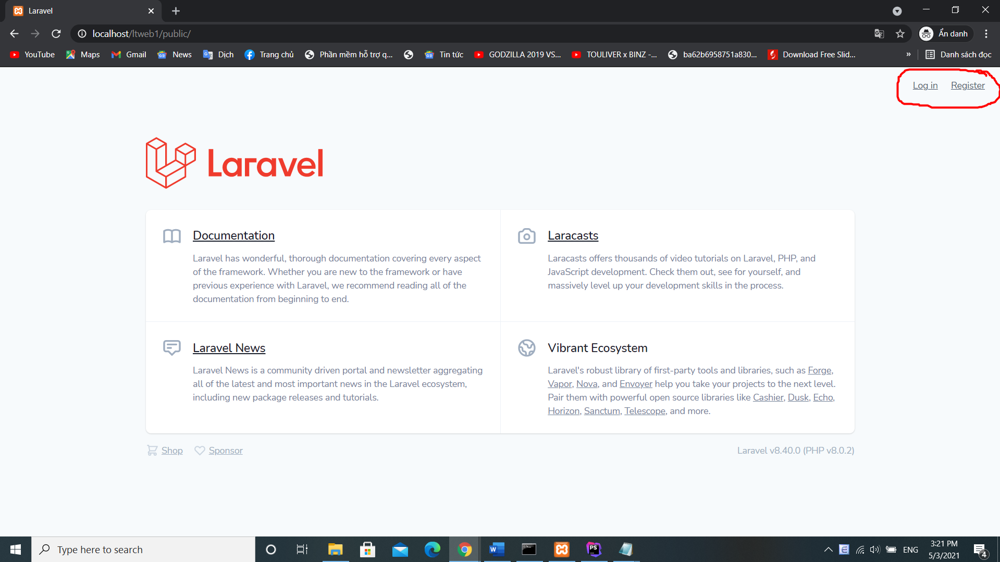 Laravel
localhost/ltweb1/public/
Ẩn danh
YouTube Maps Gmail News Dịch Trang chủ Phần mềm hỗ trợ q... Tin tức GODZILLA 2019 VS... TOULIVER x BINZ -... ba62b6958751a830... Download Free Slid... » Danh sách đọc
Log in Register
Laravel
Documentation
Laravel has wonderful, thorough documentation covering every aspect
of the framework. Whether you are new to the framework or have
previous experience with Laravel, we recommend reading all of the
documentation from beginning to end.
Laracasts
Laracasts offers thousands of video tutorials on Laravel, PHP, and
JavaScript development. Check them out, see for yourself, and
massively level up your development skills in the process.
Laravel News
Laravel News is a community driven portal and newsletter aggregating
all of the latest and most important news in the Laravel ecosystem,
including new package releases and tutorials.
Vibrant Ecosystem
Laravel's robust library of first-party tools and libraries, such as Forge,
Vapor, Nova, and Envoyer help you take your projects to the next level.
Pair them with powerful open source libraries like Cashier, Dusk, Echo,
Horizon, Sanctum, Telescope, and more.
Shop Sponsor
Laravel v8.40.0 (PHP v8.0.2)
Type here to search
ENG
3:21 PM
5/3/2021
4